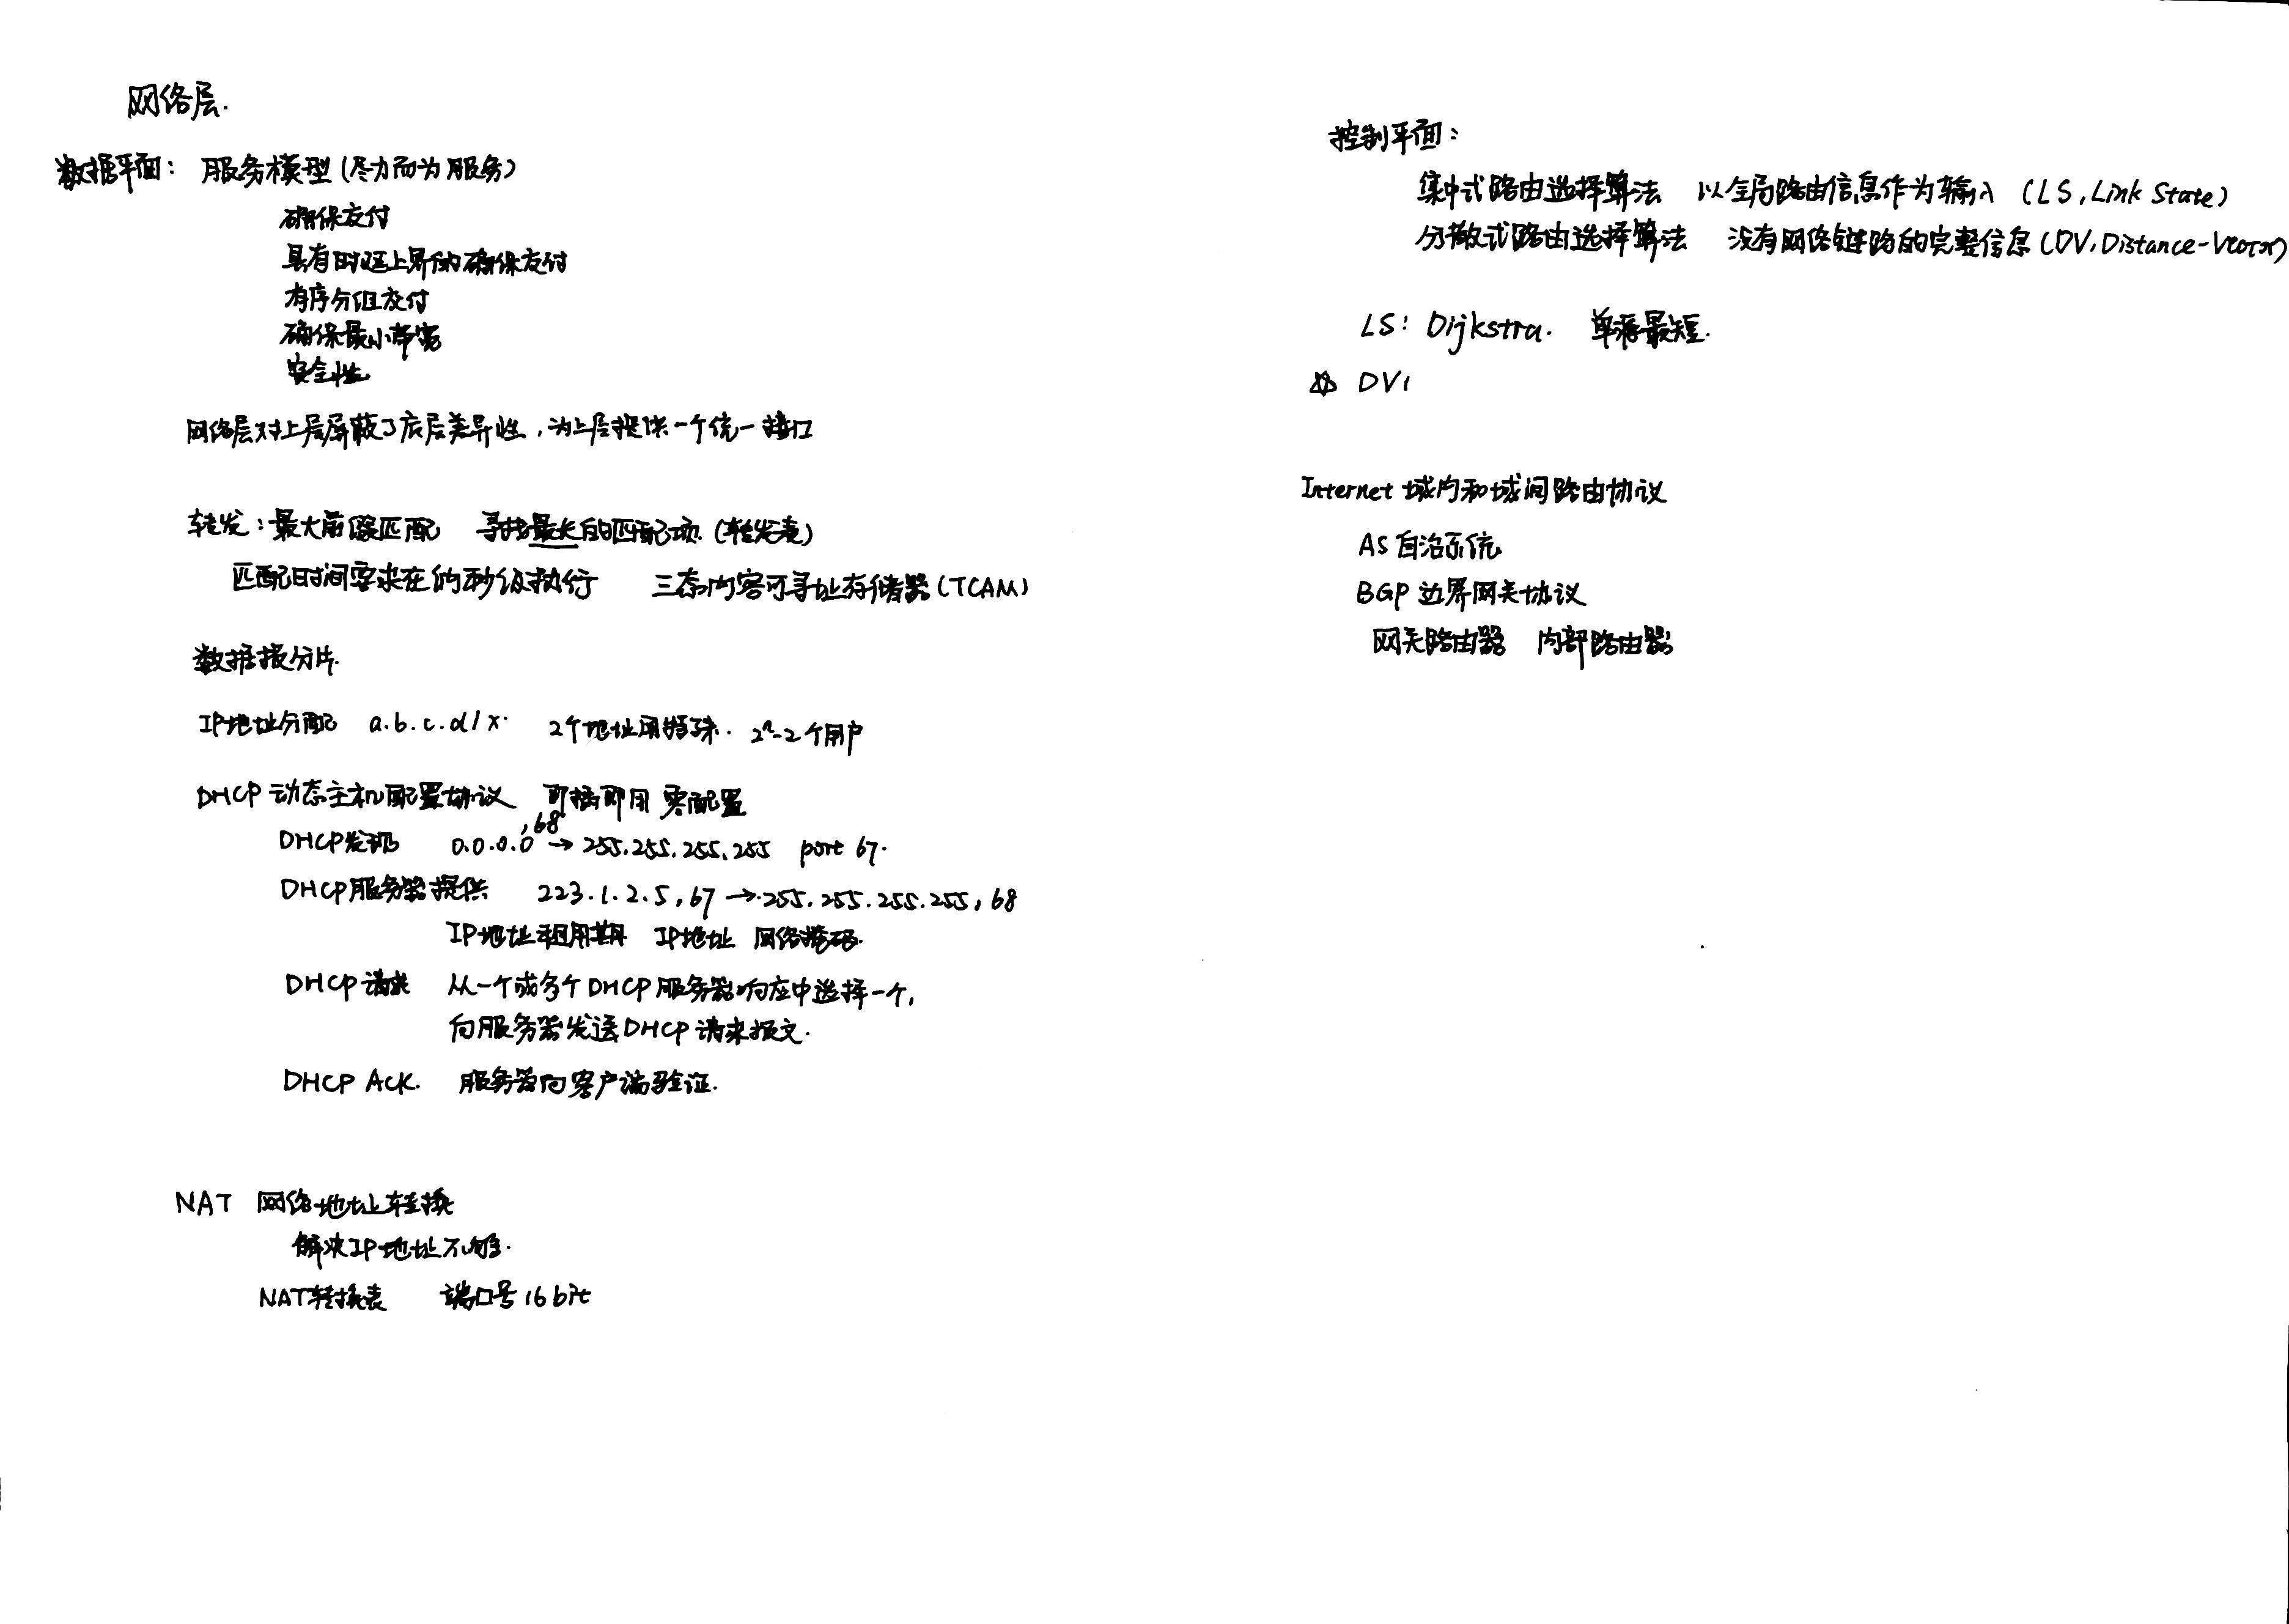 网络层.
数据平面: 服务模型(尽力而为服务)
确保交付
具有时延上界的确保交付
有序分组交付
确保最小带宽
安全性
网络层对上层屏蔽了底层差异性,为上层提供一个统一接口
转发:最大前缀匹配 寻找最长的匹配项(转发表)
匹配时间要求在纳秒级执行 三态内容可寻址存储器(TCAM)
数据报分片
IP地址分配 a.b.c.d/x. 2个地址用特殊. 2ⁿ-2个用户
DHCP 动态主机配置协议 即插即用 零配置
DHCP发现 0.0.0.0,68 → 255.255.255.255 port 67.
DHCP服务器提供 223.1.2.5,67 → 255.255.255.255,68
IP地址租用期 IP地址 网络掩码
DHCP请求 从一个或多个DHCP服务器响应中选择一个,
向服务器发送DHCP请求报文.
DHCP ACK. 服务器向客户端验证.
NAT 网络地址转换
解决IP地址不够.
NAT转换表 端口号16bit
控制平面:
集中式路由选择算法 以全局路由信息作为输入 (LS,Link State)
分散式路由选择算法 没有网络链路的完整信息(DV,Distance-Vector)
LS: Dijkstra. 单源最短.
☆ DV:
Internet 域内和域间路由协议
AS 自治系统
BGP 边界网关协议
网关路由器 内部路由器